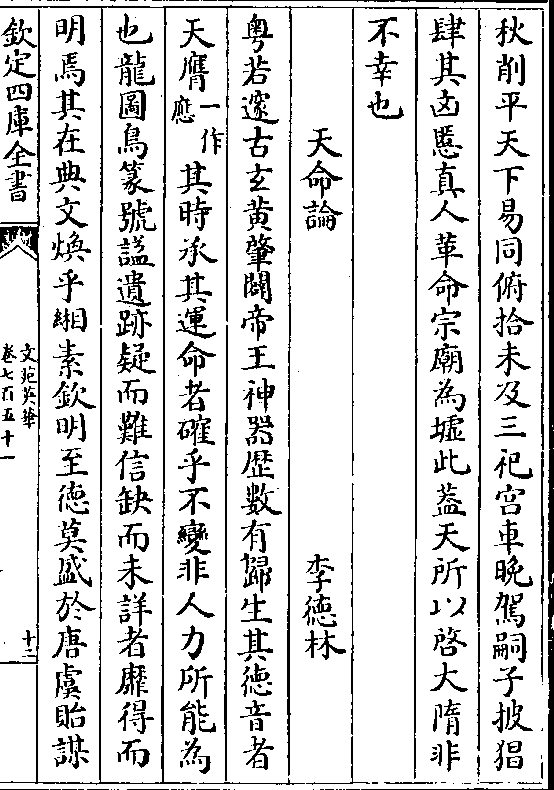 秋削平天下易同俯拾未及三祀宫車晩駕嗣子披猖
肆其凶慝真人革命宗廟為墟此葢天所以啓大隋非
不幸也
天命論 李德林
粤若邃古玄黄肇闢帝王神器歴數有歸生其德音者
天膺一作應其時承其運命者確乎不變非人力所能為
也龍圖鳥篆號諡遺跡疑而難信缺而未詳者靡得而
明焉其在典文煥乎緗素欽明至德莫盛於唐虞貽謀
欽定四庫全書
文苑英華
卷七百五十一
十二